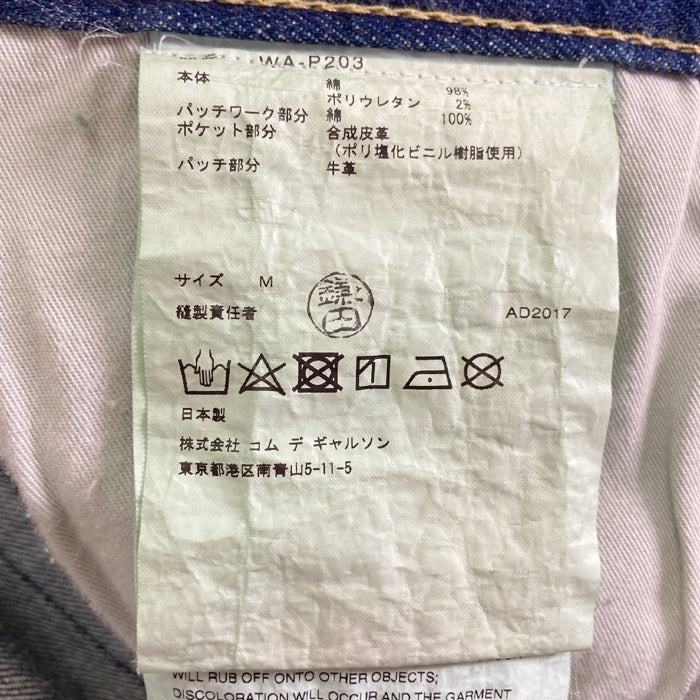 WA-P203
本体 綿 98%
ポリウレタン 2%
パッチワーク部分 綿 100%
ポケット部分 合成皮革
(ポリ塩化ビニル樹脂使用)
パッチ部分 牛革
サイズ M
縫製責任者 鎌田 AD2017
日本製
株式会社 コム デ ギャルソン
東京都港区南青山5-11-5
WILL RUB OFF ONTO OTHER OBJECTS;
DISCOLORATION WILL OCCUR AND THE GARMENT